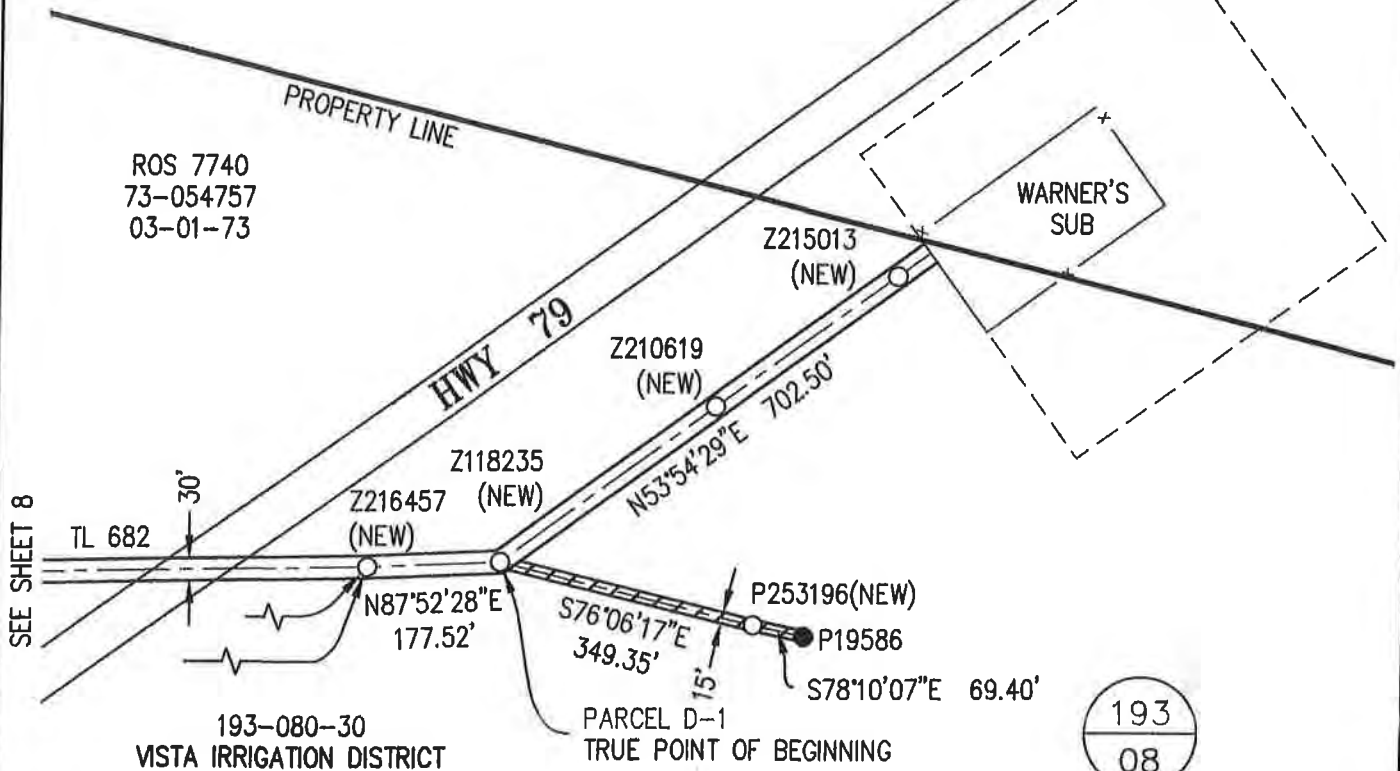 PROPERTY LINE
ROS 7740
73-054757
03-01-73
WARNER'S
SUB
Z215013
(NEW)
HWY 79
Z210619
(NEW)
N53°54'29"E 702.50'
Z118235
(NEW)
Z216457
(NEW)
30'
TL 682
SEE SHEET 8
N87°52'28"E
177.52'
S76°06'17"E
349.35'
15'
P253196(NEW)
P19586
S78°10'07"E 69.40'
PARCEL D-1
TRUE POINT OF BEGINNING
193-080-30
VISTA IRRIGATION DISTRICT
193
08